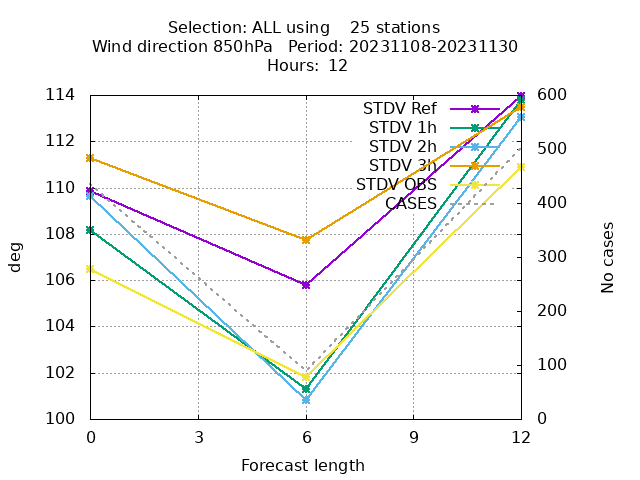 Selection: ALL using    25 stations
Wind direction 850hPa   Period: 20231108-20231130
Hours: 12
STDV Ref
STDV 1h
STDV 2h
STDV 3h
STDV OBS
CASES
114
112
110
108
106
104
102
100
600
500
400
300
200
100
0
deg
No cases
0 3 6 9 12
Forecast length